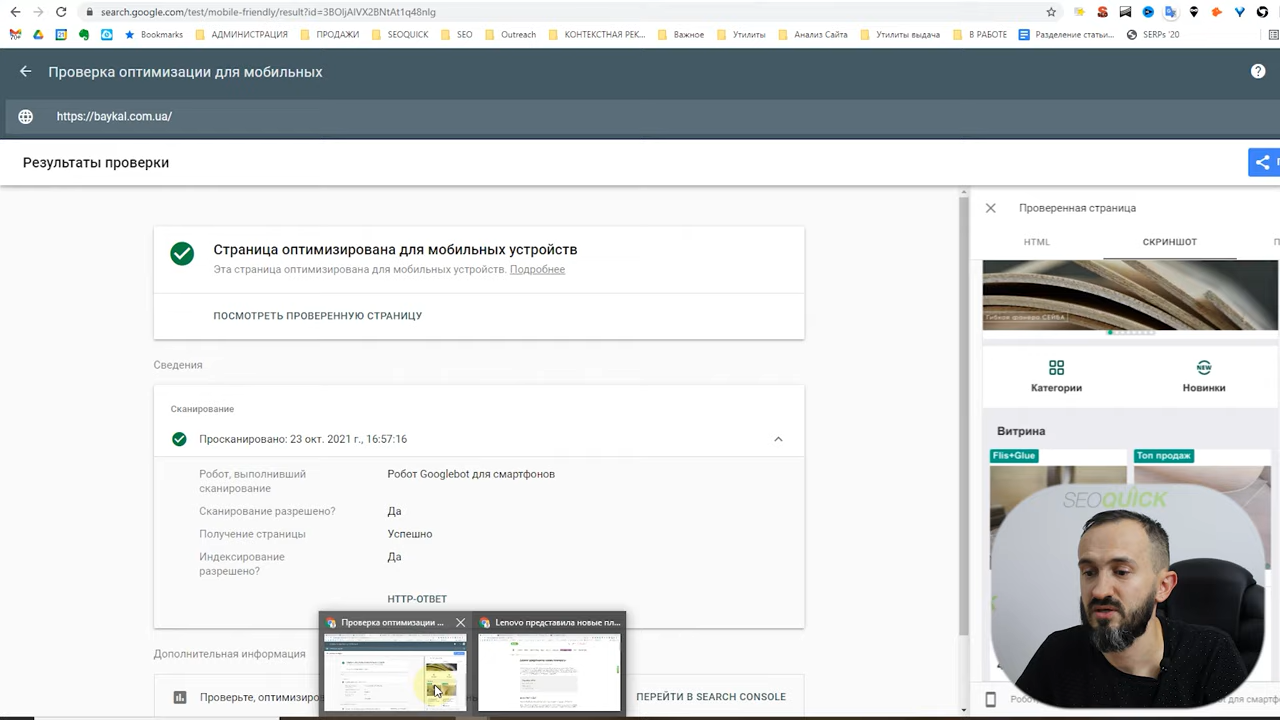 search.google.com/test/mobile-friendly/result?id=3BOljAIVX2BNtAt1q48nlg
Bookmarks
АДМИНИСТРАЦИЯ
ПРОДАЖИ
SEOQUICK
SEO
Outreach
КОНТЕКСТНАЯ РЕК...
Важное
Утилиты
Анализ Сайта
Утилиты выдача
В РАБОТЕ
Разделение статьи...
SERPs '20
Проверка оптимизации для мобильных
https://baykal.com.ua/
Результаты проверки
Страница оптимизирована для мобильных устройств
Эта страница оптимизирована для мобильных устройств. Подробнее
ПОСМОТРЕТЬ ПРОВЕРЕННУЮ СТРАНИЦУ
Сведения
Сканирование
Просканировано: 23 окт. 2021 г., 16:57:16
Робот, выполнивший
сканирование
Робот Googlebot для смартфонов
Сканирование разрешено?
Да
Получение страницы
Успешно
Индексирование
разрешено?
Да
HTTP-ОТВЕТ
Дополнительная информация
Проверьте оптимизиро
ПЕРЕЙТИ В SEARCH CONSOLE
Проверка оптимизации ...
Lenovo представила новые пл...
Проверенная страница
HTML
СКРИНШОТ
Категории
NEW
Новинки
Витрина
Flis+Glue
Топ продаж
SEOQUICK